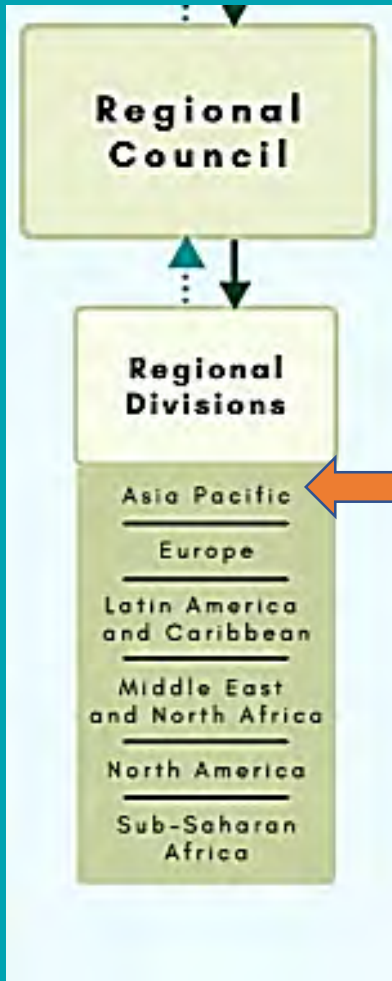 Regional
Council
Regional
Divisions
Asia Pacific
Europe
Latin America
and Caribbean
Middle East
and North Africa
North America
Sub-Saharan
Africa